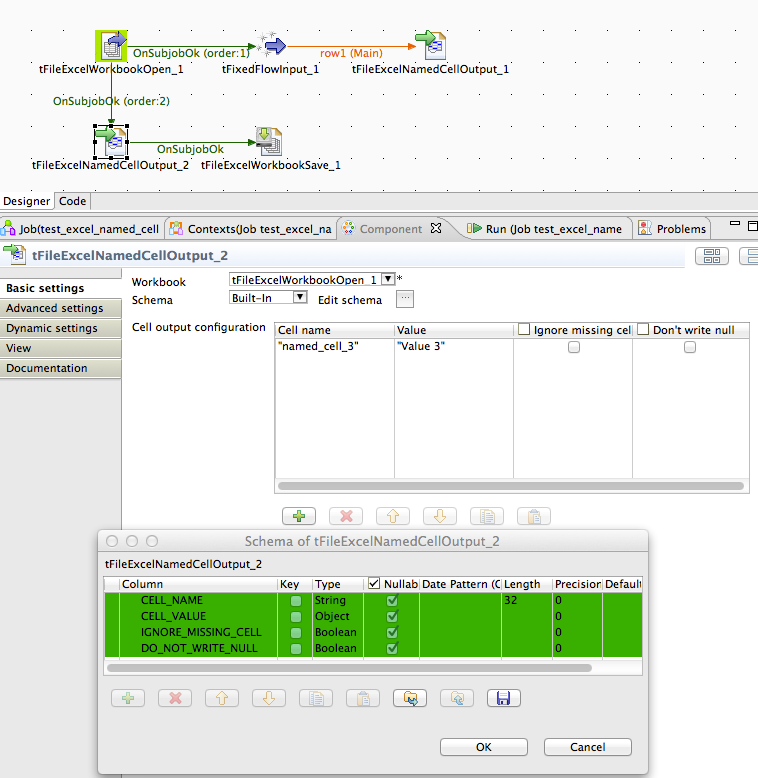 OnSubjobOk (order:1)
row1 (Main)
tFileExcelWorkbookOpen_1
tFixedFlowInput_1
tFileExcelNamedCellOutput_1
OnSubjobOk (order:2)
OnSubjobOk
tFileExcelNamedCellOutput_2
tFileExcelWorkbookSave_1
Designer
Code
Job(test_excel_named_cell
Contexts(Job test_excel_na
Component
Run (Job test_excel_name
Problems
tFileExcelNamedCellOutput_2
Basic settings
Advanced settings
Dynamic settings
View
Documentation
Workbook
tFileExcelWorkbookOpen_1
*
Schema
Built-In
Edit schema
...
Cell output configuration
Cell name
Value
Ignore missing cel
Don't write null
"named_cell_3"
"Value 3"
Schema of tFileExcelNamedCellOutput_2
tFileExcelNamedCellOutput_2
Column
Key
Type
Nullab
Date Pattern (C
Length
Precision
Default
CELL_NAME
String
32
0
CELL_VALUE
Object
0
IGNORE_MISSING_CELL
Boolean
0
DO_NOT_WRITE_NULL
Boolean
0
OK
Cancel